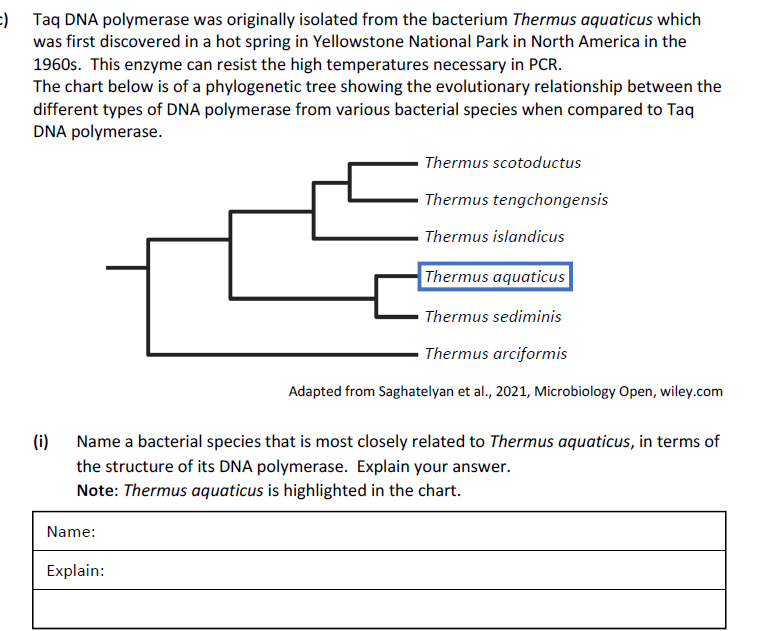 c) Taq DNA polymerase was originally isolated from the bacterium Thermus aquaticus which
was first discovered in a hot spring in Yellowstone National Park in North America in the
1960s. This enzyme can resist the high temperatures necessary in PCR.
The chart below is of a phylogenetic tree showing the evolutionary relationship between the
different types of DNA polymerase from various bacterial species when compared to Taq
DNA polymerase.
Thermus scotoductus
Thermus tengchongensis
Thermus islandicus
Thermus aquaticus
Thermus sediminis
Thermus arciformis
Adapted from Saghatelyan et al., 2021, Microbiology Open, wiley.com
(i) Name a bacterial species that is most closely related to Thermus aquaticus, in terms of
the structure of its DNA polymerase. Explain your answer.
Note: Thermus aquaticus is highlighted in the chart.
Name:
Explain: